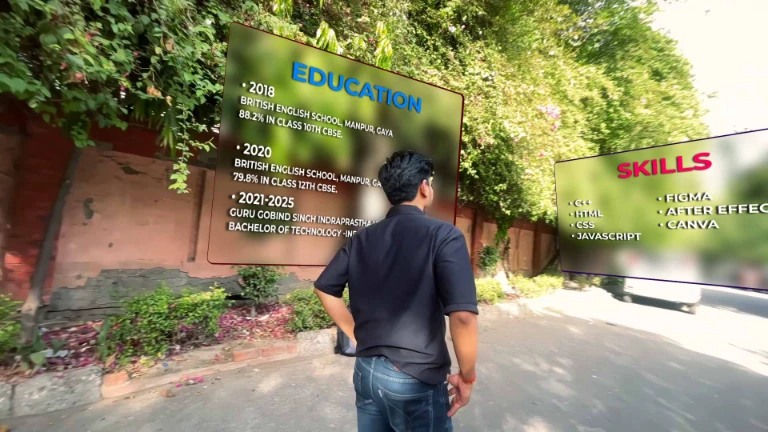 EDUCATION
• 2018
BRITISH ENGLISH SCHOOL, MANPUR, GAYA
88.2% IN CLASS 10TH CBSE.
• 2020
BRITISH ENGLISH SCHOOL, MANPUR,
79.8% IN CLASS 12TH CBSE.
• 2021-2025
GURU GOBIND SINGH INDRAPRASTHA
BACHELOR OF TECHNOLOGY
SKILLS
• C++
• HTML
• CSS
• JAVASCRIPT
• FIGMA
• AFTER EFFEC
• CANVA